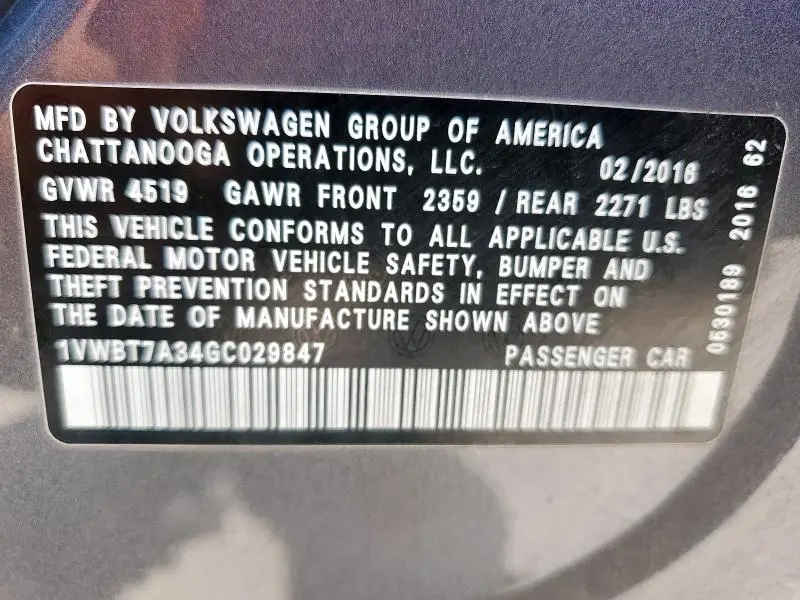 MFD BY VOLKSWAGEN GROUP OF AMERICA
CHATTANOOGA OPERATIONS, LLC. 02/2016
GVWR 4519 GAWR FRONT 2359 / REAR 2271 LBS
THIS VEHICLE CONFORMS TO ALL APPLICABLE U.S.
FEDERAL MOTOR VEHICLE SAFETY, BUMPER AND
THEFT PREVENTION STANDARDS IN EFFECT ON
THE DATE OF MANUFACTURE SHOWN ABOVE
1VWBT7A34GC029847 PASSENGER CAR
0530189 2016 62